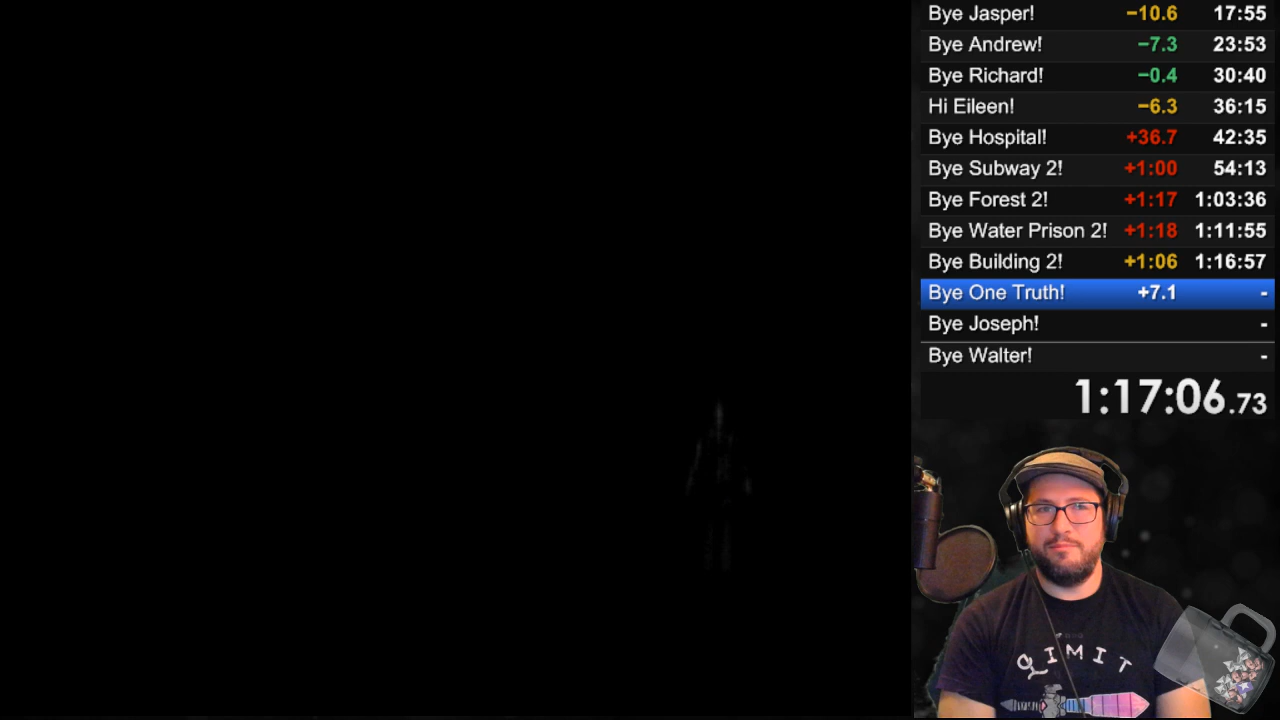 Bye Jasper! −10.6 17:55
Bye Andrew! −7.3 23:53
Bye Richard! −0.4 30:40
Hi Eileen! −6.3 36:15
Bye Hospital! +36.7 42:35
Bye Subway 2! +1:00 54:13
Bye Forest 2! +1:17 1:03:36
Bye Water Prison 2! +1:18 1:11:55
Bye Building 2! +1:06 1:16:57
Bye One Truth! +7.1 -
Bye Joseph! -
Bye Walter! -
1:17:06.73
QIMIT